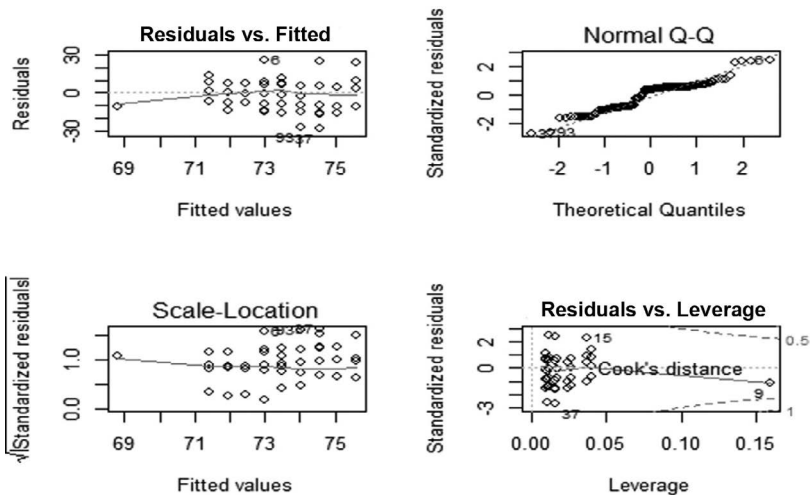 Residuals vs. Fitted
Residuals
30
0
-30
6
9337
69 71 73 75
Fitted values
Normal Q-Q
Standardized residuals
2
0
-2
6
-2 -1 0 1 2
Theoretical Quantiles
Scale-Location
√|Standardized residuals|
1.0
0.0
69 71 73 75
Fitted values
Residuals vs. Leverage
Standardized residuals
2
0
-3
15
0.5
Cook's distance
9
37
1
0.00 0.05 0.10 0.15
Leverage